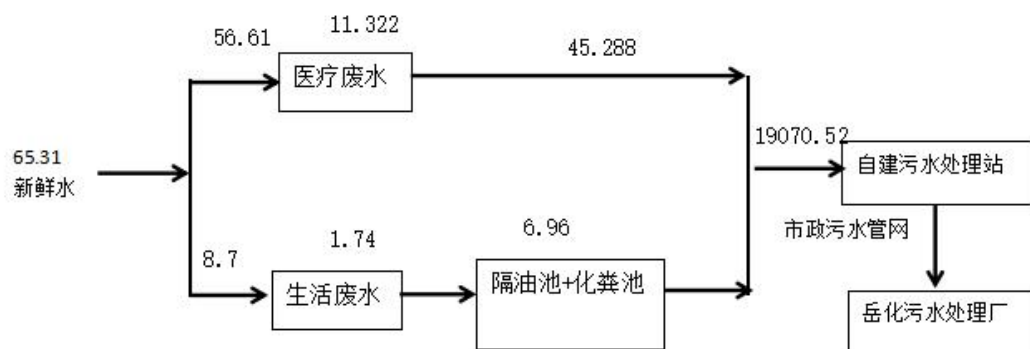 11.322
56.61
45.288
医疗废水
19070.52
65.31
新鲜水
自建污水处理站
市政污水管网
6.96
1.74
8.7
生活废水
隔油池+化粪池
岳化污水处理厂